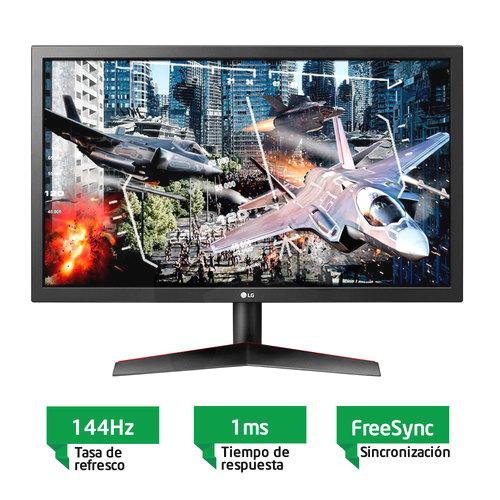 LG
144Hz
Tasa de
refresco
1ms
Tiempo de
respuesta
FreeSync
Sincronización